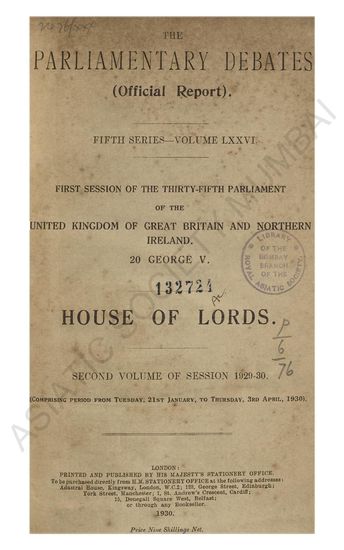 THE
PARLIAMENTARY DEBATES
(Official Report).
FIFTH SERIES—VOLUME LXXVI.
FIRST SESSION OF THE THIRTY-FIFTH PARLIAMENT
OF THE
UNITED KINGDOM OF GREAT BRITAIN AND NORTHERN
IRELAND.
20 GEORGE V.
LIBRARY
OF THE
BOMBAY
BRANCH
OF THE
ROYAL ASIATIC SOCIETY.
132724
HOUSE OF LORDS.
P
6
76
SECOND VOLUME OF SESSION 1929-30.
(Comprising period from Tuesday, 21st January, to Thursday, 3rd April, 1930).
LONDON:
PRINTED AND PUBLISHED BY HIS MAJESTY'S STATIONERY OFFICE.
To be purchased directly from H.M. STATIONERY OFFICE at the following addresses:
Adastral House, Kingsway, London, W.C.2; 120, George Street, Edinburgh;
York Street, Manchester; 1, St. Andrew's Crescent, Cardiff;
15, Donegall Square West, Belfast;
or through any Bookseller.
1930.
Price Nine Shillings Net.
ASIATIC SOCIETY MUMBAI